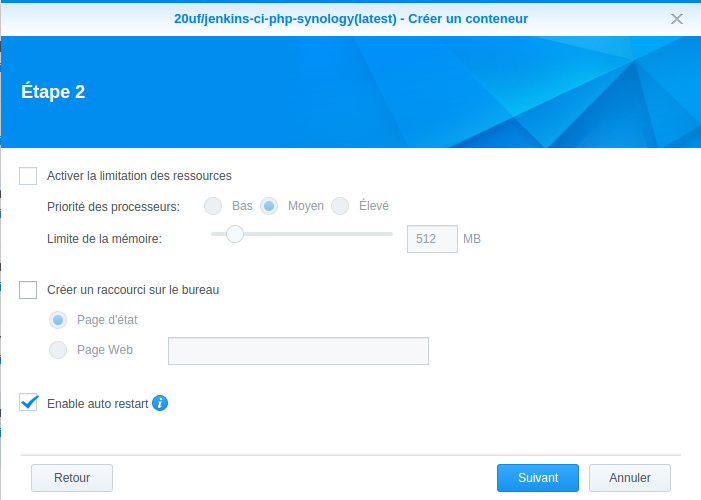 20uf/jenkins-ci-php-synology(latest) - Créer un conteneur
Étape 2
Activer la limitation des ressources
Priorité des processeurs: Bas Moyen Élevé
Limite de la mémoire: 512 MB
Créer un raccourci sur le bureau
Page d'état
Page Web
Enable auto restart
Retour Suivant Annuler